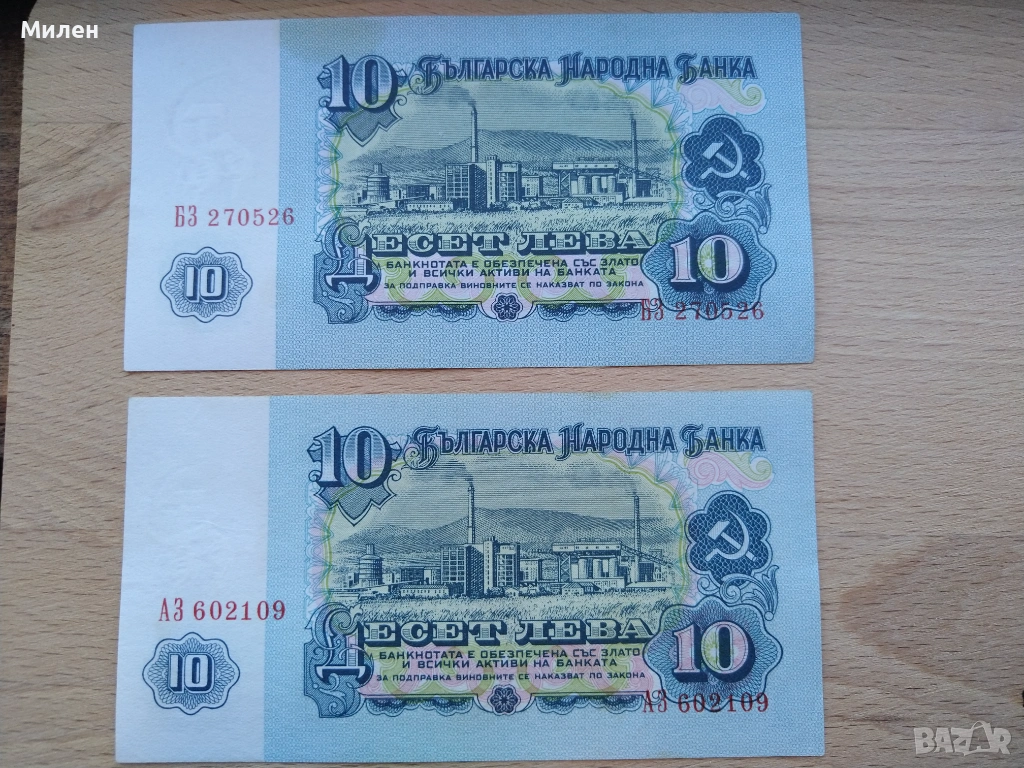 Милен
10 БЪЛГАРСКА НАРОДНА БАНКА
БЗ 270526
ДЕСЕТ ЛЕВА
10
10
БАНКНОТАТА Е ОБЕЗПЕЧЕНА СЪС ЗЛАТО
И ВСИЧКИ АКТИВИ НА БАНКАТА
ЗА ПОДПРАВКА ВИНОВНИТЕ СЕ НАКАЗВАТ ПО ЗАКОНА
БЗ 270526
10 БЪЛГАРСКА НАРОДНА БАНКА
АЗ 602109
ДЕСЕТ ЛЕВА
10
10
БАНКНОТАТА Е ОБЕЗПЕЧЕНА СЪС ЗЛАТО
И ВСИЧКИ АКТИВИ НА БАНКАТА
ЗА ПОДПРАВКА ВИНОВНИТЕ СЕ НАКАЗВАТ ПО ЗАКОНА
АЗ 602109
BAZAR